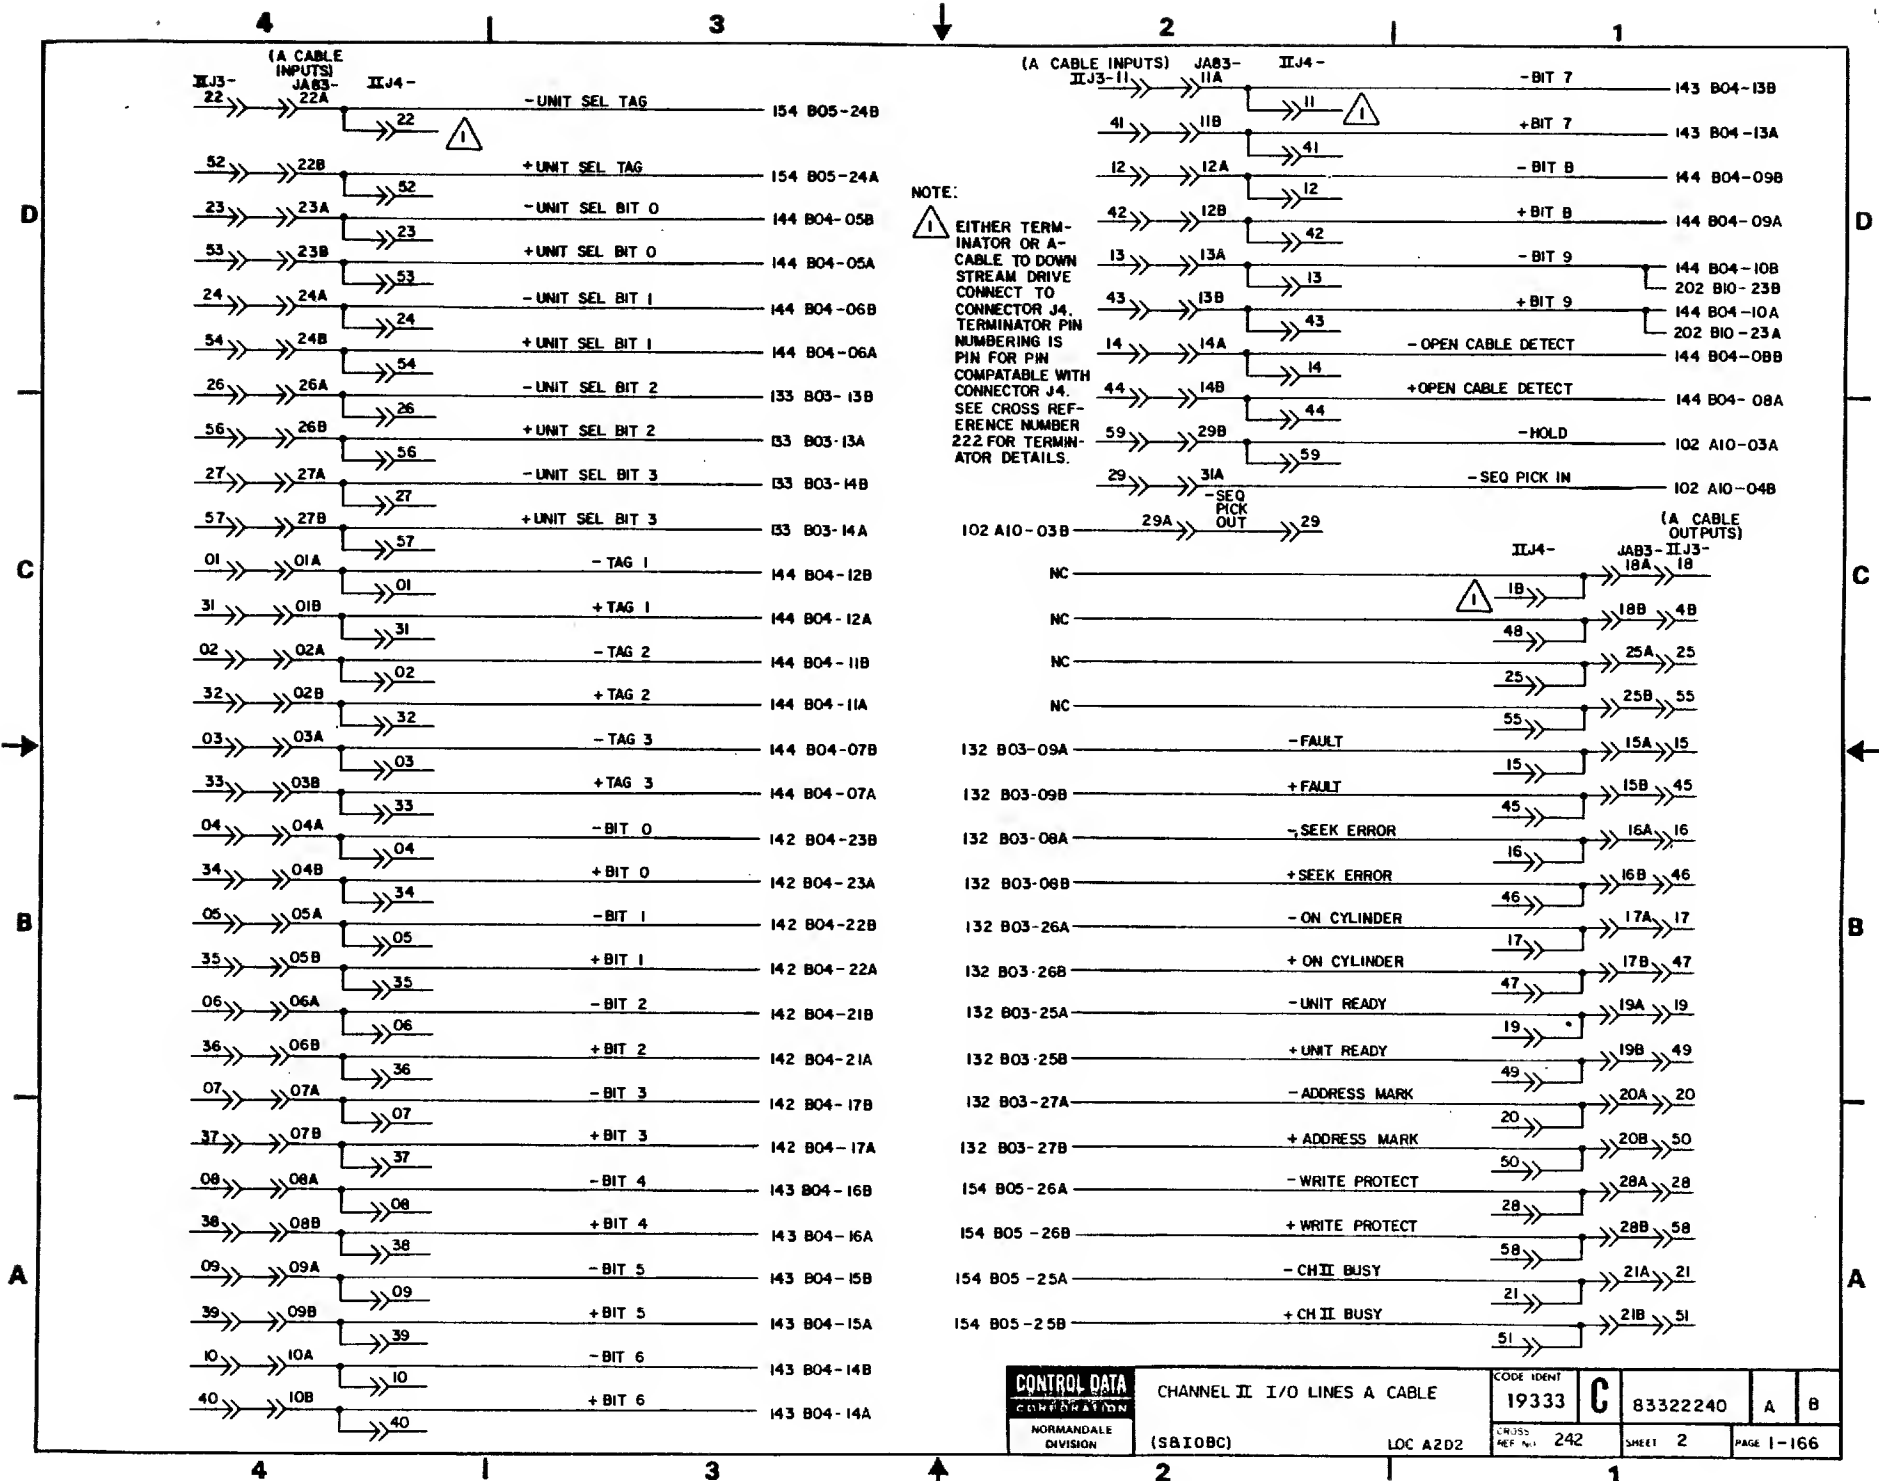 4 3 2 1
(A CABLE INPUTS)
IIJ3- JA83- IIJ4-
22 22A -UNIT SEL TAG 154 B05-24B
22 1
52 22B +UNIT SEL TAG 154 B05-24A
52
23 23A -UNIT SEL BIT 0 144 B04-05B
23
53 23B +UNIT SEL BIT 0 144 B04-05A
53
24 24A -UNIT SEL BIT 1 144 B04-06B
24
54 24B +UNIT SEL BIT 1 144 B04-06A
54
26 26A -UNIT SEL BIT 2 133 B03-13B
26
56 26B +UNIT SEL BIT 2 133 B03-13A
56
27 27A -UNIT SEL BIT 3 133 B03-14B
27
57 27B +UNIT SEL BIT 3 133 B03-14A
57
01 01A -TAG 1 144 B04-12B
01
31 01B +TAG 1 144 B04-12A
31
02 02A -TAG 2 144 B04-11B
02
32 02B +TAG 2 144 B04-11A
32
03 03A -TAG 3 144 B04-07B
03
33 03B +TAG 3 144 B04-07A
33
04 04A -BIT 0 142 B04-23B
04
34 04B +BIT 0 142 B04-23A
34
05 05A -BIT 1 142 B04-22B
05
35 05B +BIT 1 142 B04-22A
35
06 06A -BIT 2 142 B04-21B
06
36 06B +BIT 2 142 B04-21A
36
07 07A -BIT 3 142 B04-17B
07
37 07B +BIT 3 142 B04-17A
37
08 08A -BIT 4 143 B04-16B
08
38 08B +BIT 4 143 B04-16A
38
09 09A -BIT 5 143 B04-15B
09
39 09B +BIT 5 143 B04-15A
39
10 10A -BIT 6 143 B04-14B
10
40 10B +BIT 6 143 B04-14A
40
NOTE:
1 EITHER TERM-
INATOR OR A-
CABLE TO DOWN
STREAM DRIVE
CONNECT TO
CONNECTOR J4.
TERMINATOR PIN
NUMBERING IS
PIN FOR PIN
COMPATABLE WITH
CONNECTOR J4.
SEE CROSS REF-
ERENCE NUMBER
222 FOR TERMIN-
ATOR DETAILS.
(A CABLE INPUTS) JA83- IIJ4-
IIJ3-11 11A -BIT 7 143 B04-13B
11 1
41 11B +BIT 7 143 B04-13A
41
12 12A -BIT 8 144 B04-09B
12
42 12B +BIT 8 144 B04-09A
42
13 13A -BIT 9 144 B04-10B
13 202 B10-23B
43 13B +BIT 9 144 B04-10A
43 202 B10-23A
14 14A -OPEN CABLE DETECT 144 B04-08B
14
44 14B +OPEN CABLE DETECT 144 B04-08A
44
59 29B -HOLD 102 A10-03A
59
29 31A -SEQ PICK IN 102 A10-04B
102 A10-03B 29A -SEQ PICK OUT 29
(A CABLE OUTPUTS)
IIJ4- JA83- IIJ3-
NC 18A 18
1 18
NC 18B 48
48
NC 25A 25
25
NC 25B 55
55
132 B03-09A -FAULT 15A 15
15
132 B03-09B +FAULT 15B 45
45
132 B03-08A -SEEK ERROR 16A 16
16
132 B03-08B +SEEK ERROR 16B 46
46
132 B03-26A -ON CYLINDER 17A 17
17
132 B03-26B +ON CYLINDER 17B 47
47
132 B03-25A -UNIT READY 19A 19
19
132 B03-25B +UNIT READY 19B 49
49
132 B03-27A -ADDRESS MARK 20A 20
20
132 B03-27B +ADDRESS MARK 20B 50
50
154 B05-26A -WRITE PROTECT 28A 28
28
154 B05-26B +WRITE PROTECT 28B 58
58
154 B05-25A -CH II BUSY 21A 21
21
154 B05-25B +CH II BUSY 21B 51
51
D D
C C
B B
A A
CONTROL DATA
CORPORATION
NORMANDALE
DIVISION
CHANNEL II I/O LINES A CABLE
(S8I0BC) LOC A2D2
CODE IDENT
19333 C 83322240 A B
CROSS REF NO. 242 SHEET 2 PAGE 1-166
4 3 2 1